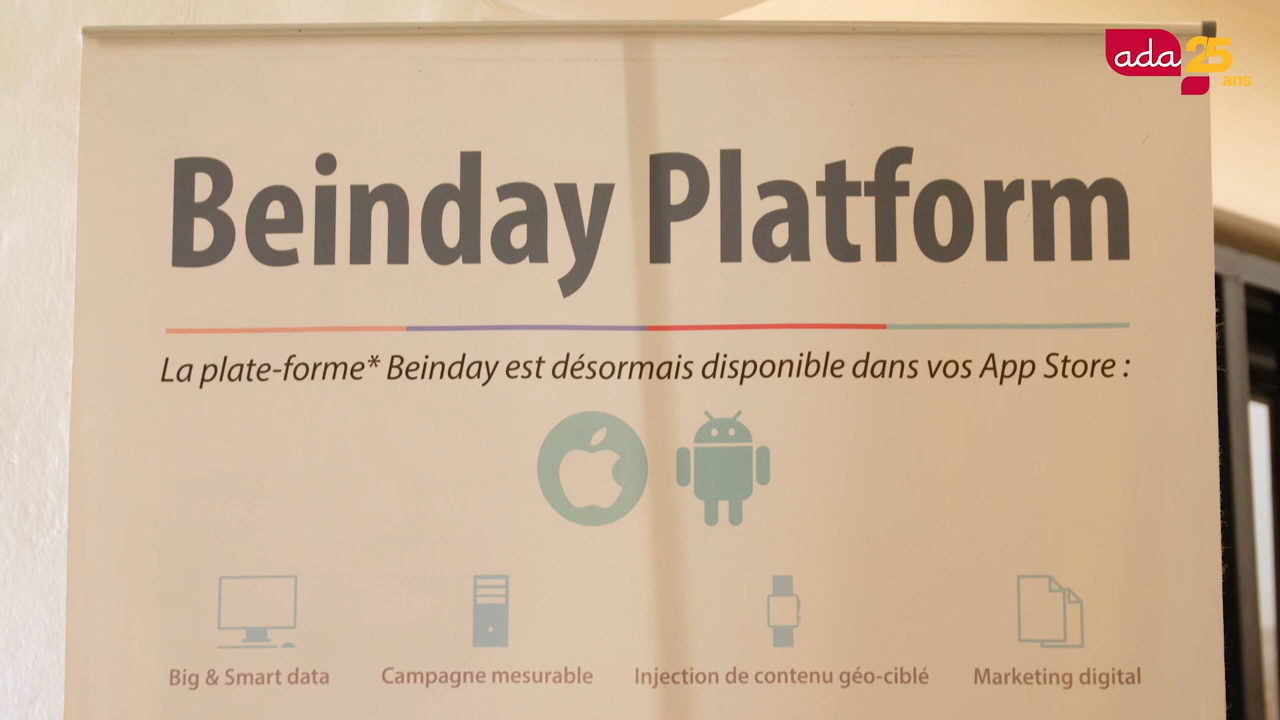 ada 25
ans
Beinday Platform
La plate-forme* Beinday est désormais disponible dans vos App Store :
Big & Smart data
Campagne mesurable
Injection de contenu géo-ciblé
Marketing digital